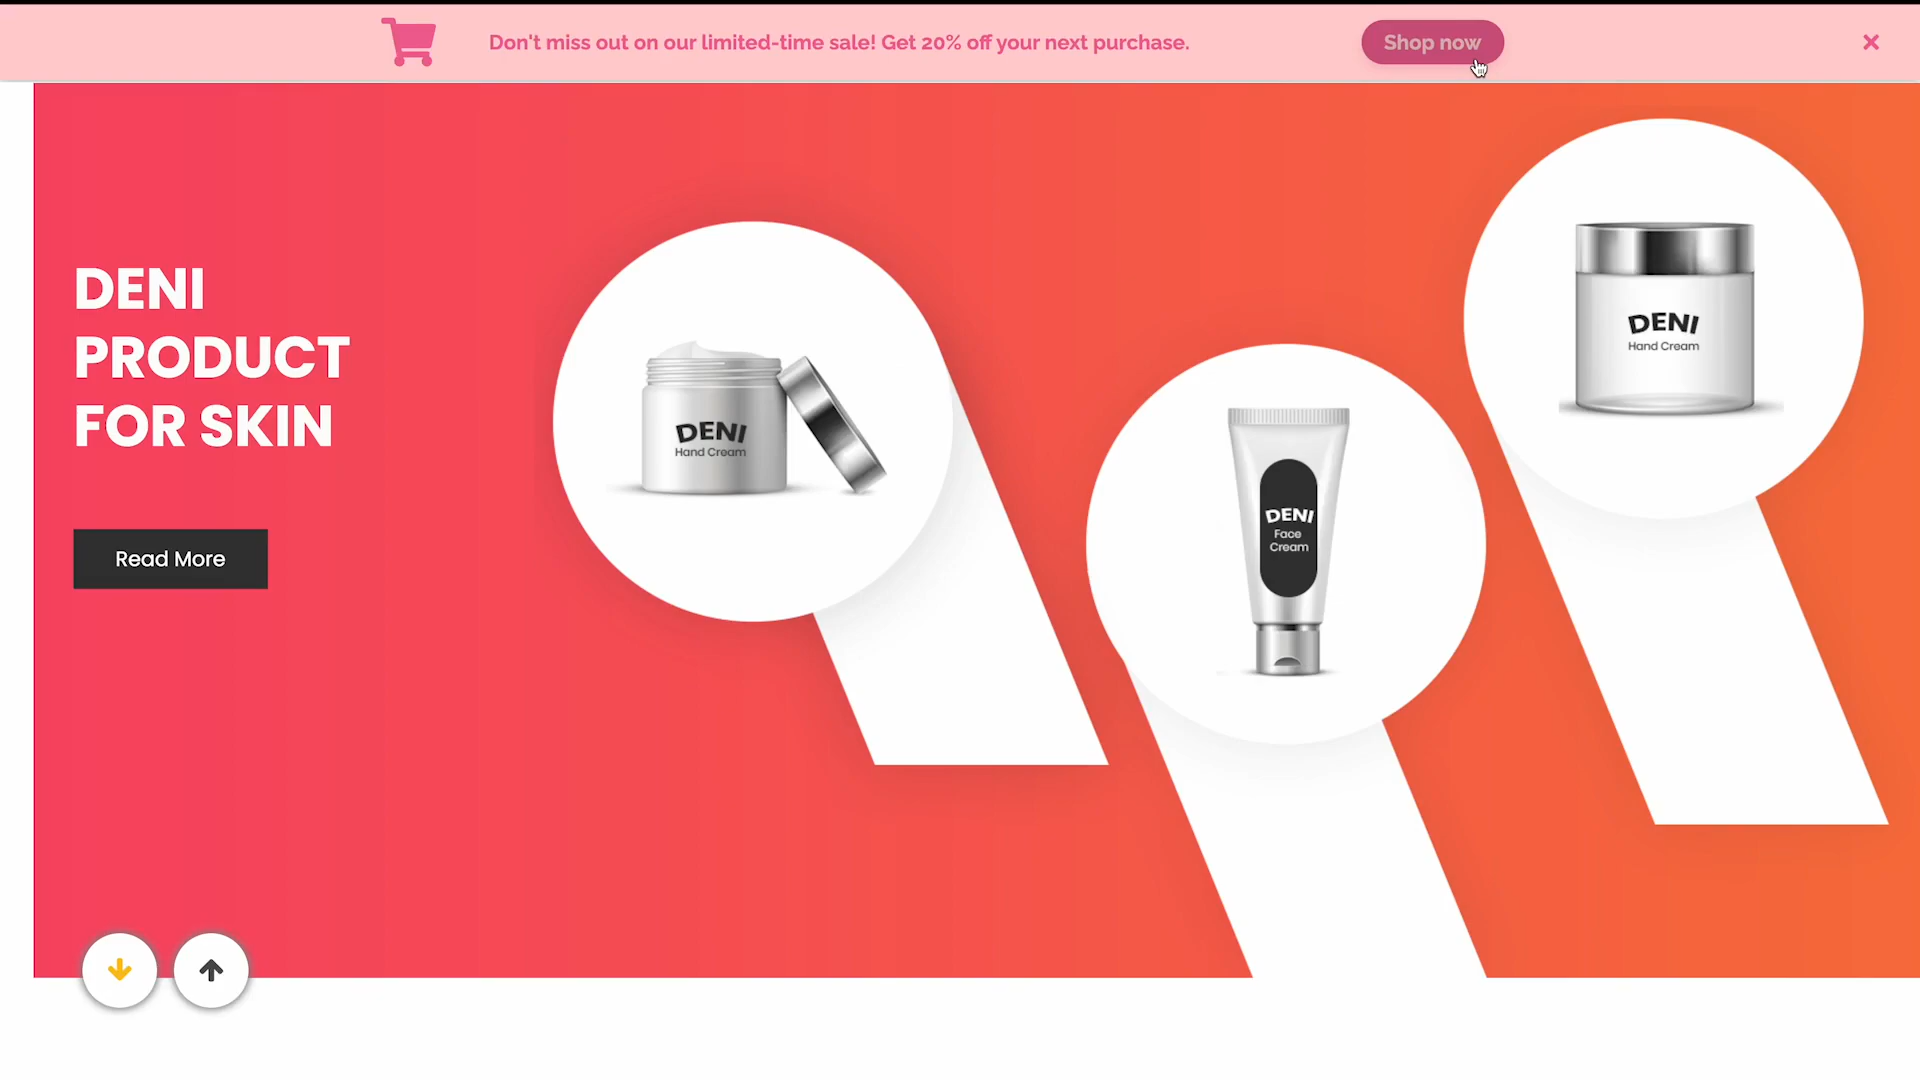 Don't miss out on our limited-time sale! Get 20% off your next purchase.
Shop now
DENI
PRODUCT
FOR SKIN
Read More
DENI
Hand Cream
DENI
Face
Cream
DENI
Hand Cream